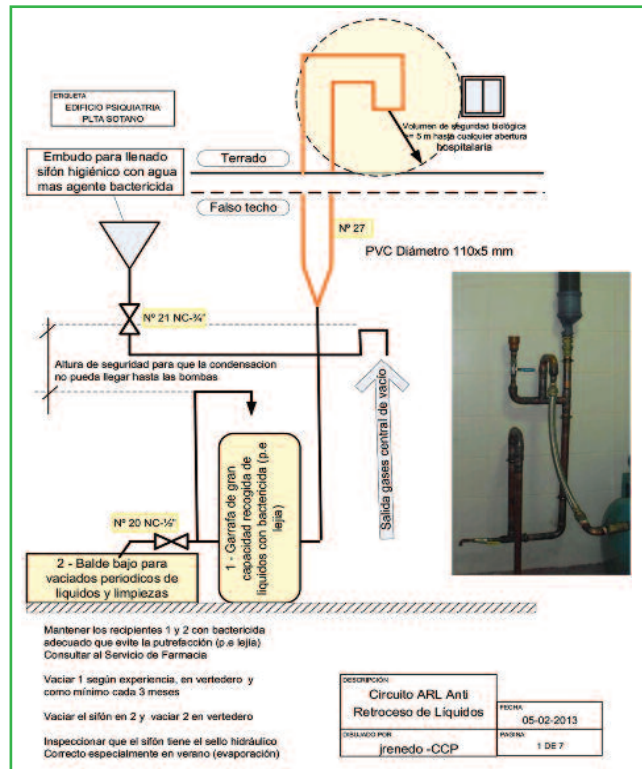 ETIQUETA
EDIFICIO PSIQUIATRIA
PLTA SOTANO
Embudo para llenado
sifón higiénico con agua
mas agente bactericida
Terrado
Falso techo
Volumen de seguridad biológica
r= 5 m hasta cualquier abertura
hospitalaria
Nº 27
PVC Diámetro 110x5 mm
Nº 21 NC-¾"
Altura de seguridad para que la condensacion
no pueda llegar hasta las bombas
Salida gases central de vacío
1 - Garrafa de gran
capacidad recogida de
liquidos con bactericida (p.e
lejia)
Nº 20 NC-½"
2 - Balde bajo para
vaciados periodicos de
líquidos y limpiezas
Mantener los recipientes 1 y 2 con bactericida
adecuado que evite la putrefacción (p.e lejia)
Consultar al Servicio de Farmacia
Vaciar 1 según experiencia, en vertedero y
como mínimo cada 3 meses
Vaciar el sifón en 2 y vaciar 2 en vertedero
Inspeccionar que el sifón tiene el sello hidráulico
Correcto especialmente en verano (evaporación)
DESCRIPCIÓN
Circuito ARL Anti
Retroceso de Líquidos
FECHA
05-02-2013
DIBUJADO POR
jrenedo -CCP
PAGINA
1 DE 7